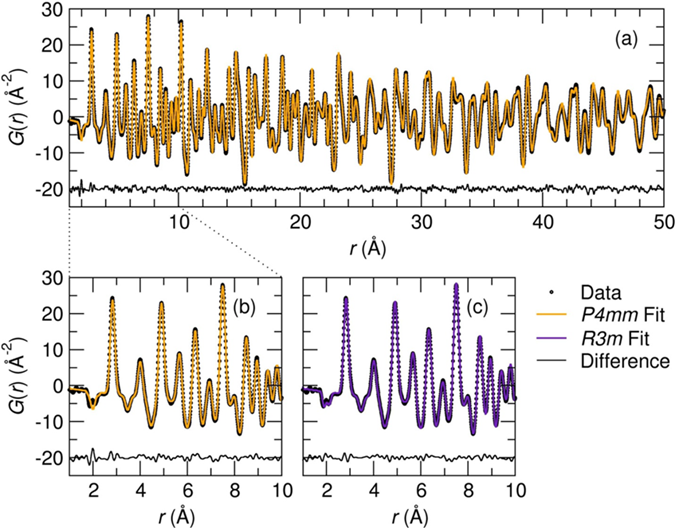 30
20
10
0
-10
-20
G(r) (Å-2)
(a)
10 20 30 40 50
r (Å)
30
20
10
0
-10
-20
G(r) (Å-2)
(b)
2 4 6 8 10
r (Å)
(c)
2 4 6 8 10
r (Å)
Data
P4mm Fit
R3m Fit
Difference